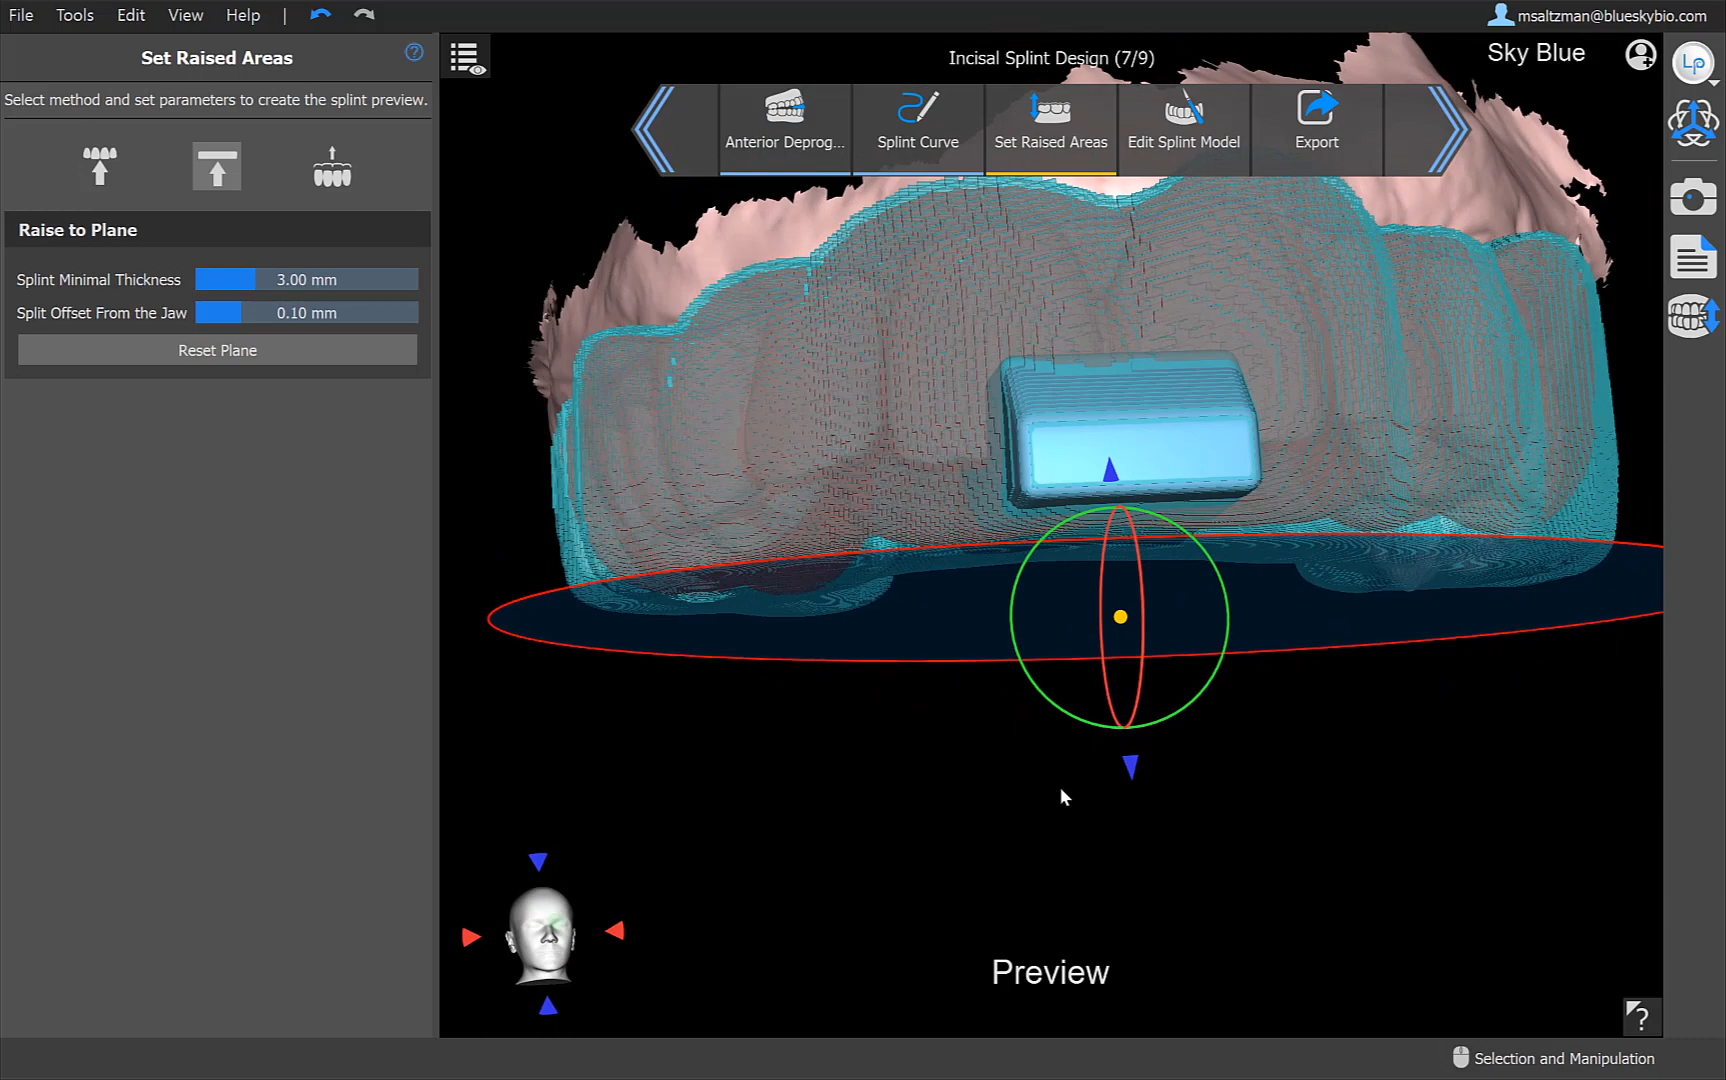 File Tools Edit View Help
msaltzman@blueskybio.com
Set Raised Areas
?
Select method and set parameters to create the splint preview.
Raise to Plane
Splint Minimal Thickness 3.00 mm
Split Offset From the Jaw 0.10 mm
Reset Plane
Incisal Splint Design (7/9)
Sky Blue
Anterior Deprog... Splint Curve Set Raised Areas Edit Splint Model Export
Lp
Preview
?
Selection and Manipulation